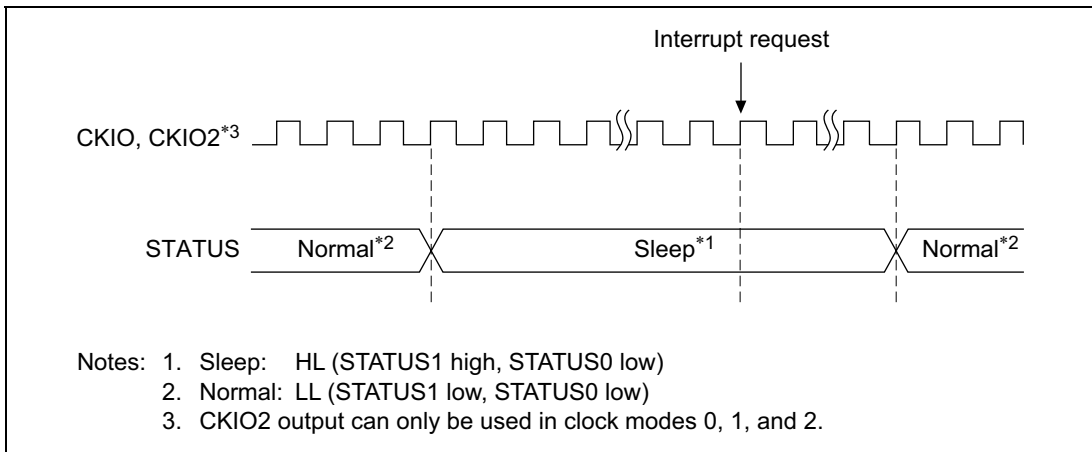 Interrupt request
CKIO, CKIO2*3
STATUS Normal*2 Sleep*1 Normal*2
Notes: 1. Sleep: HL (STATUS1 high, STATUS0 low)
2. Normal: LL (STATUS1 low, STATUS0 low)
3. CKIO2 output can only be used in clock modes 0, 1, and 2.